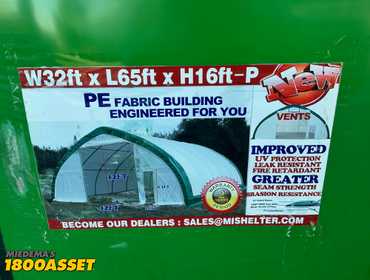 W32ft x L65ft x H16ft-P
New
PE FABRIC BUILDING
ENGINEERED FOR YOU
VENTS
IMPROVED
UV PROTECTION
LEAK RESISTANT
FIRE RETARDANT
GREATER
SEAM STRENGTH
BRASION RESISTANCE
BECOME OUR DEALERS : SALES@MISHELTER.COM
MIEDEMA'S
1800ASSET